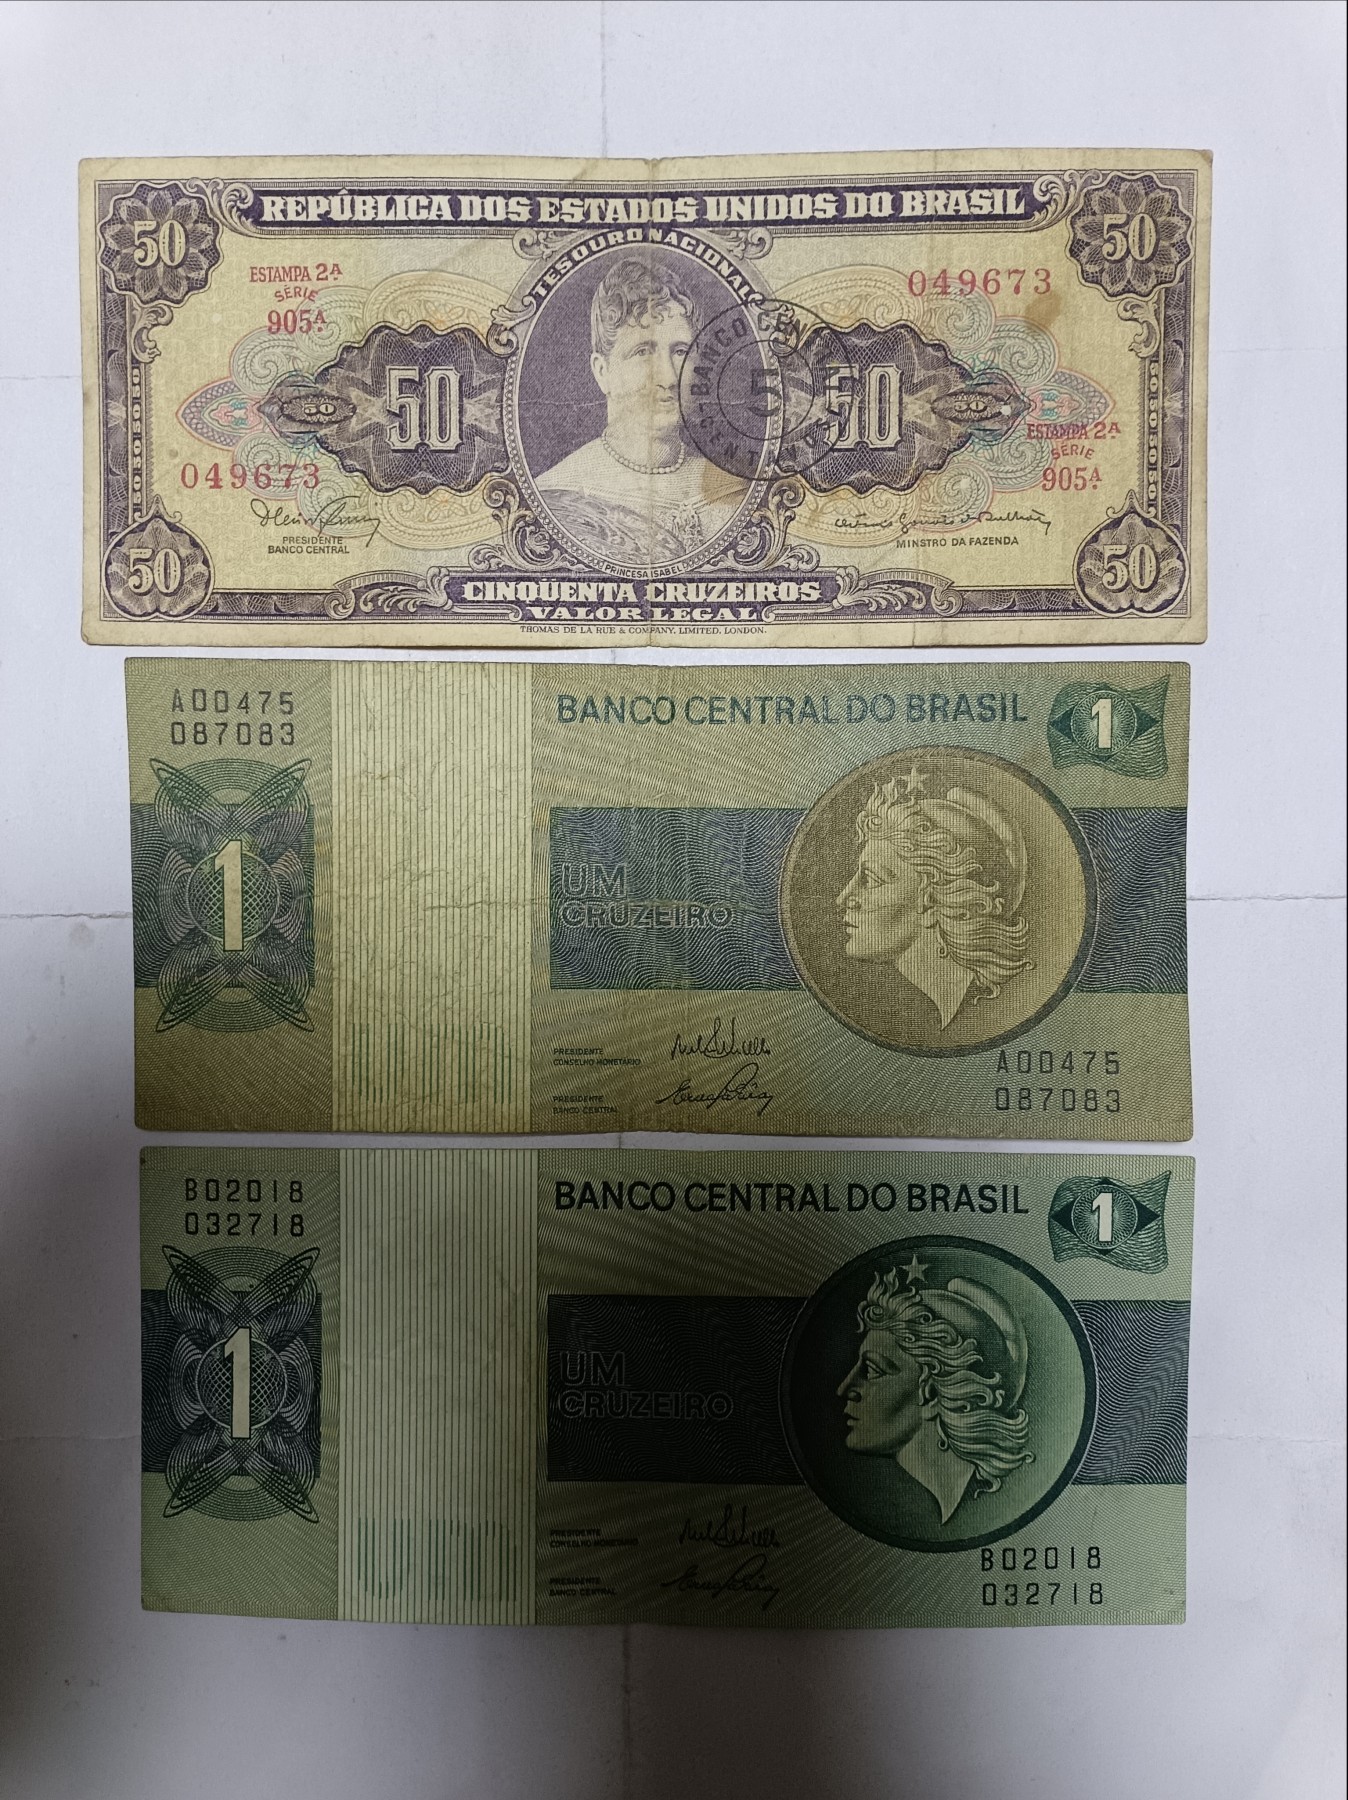 50
REPÚBLICA DOS ESTADOS UNIDOS DO BRASIL
50
TESOURO NACIONAL
ESTAMPA 2ª
SÉRIE
905ª
049673
50
50
BANCO CENTRAL
5
CENTAVOS
50
50
ESTAMPA 2ª
SÉRIE
905ª
049673
PRESIDENTE
BANCO CENTRAL
MINSTRO DA FAZENDA
50
PRINCESA ISABEL
50
CINQÜENTA CRUZEIROS
VALOR LEGAL
THOMAS DE LA RUE & COMPANY, LIMITED, LONDON.
A00475
087083
BANCO CENTRAL DO BRASIL
1
1
UM
CRUZEIRO
PRESIDENTE
CONSELHO MONETÁRIO
PRESIDENTE
BANCO CENTRAL
A00475
087083
B02018
032718
BANCO CENTRAL DO BRASIL
1
1
UM
CRUZEIRO
PRESIDENTE
CONSELHO MONETÁRIO
PRESIDENTE
BANCO CENTRAL
B02018
032718